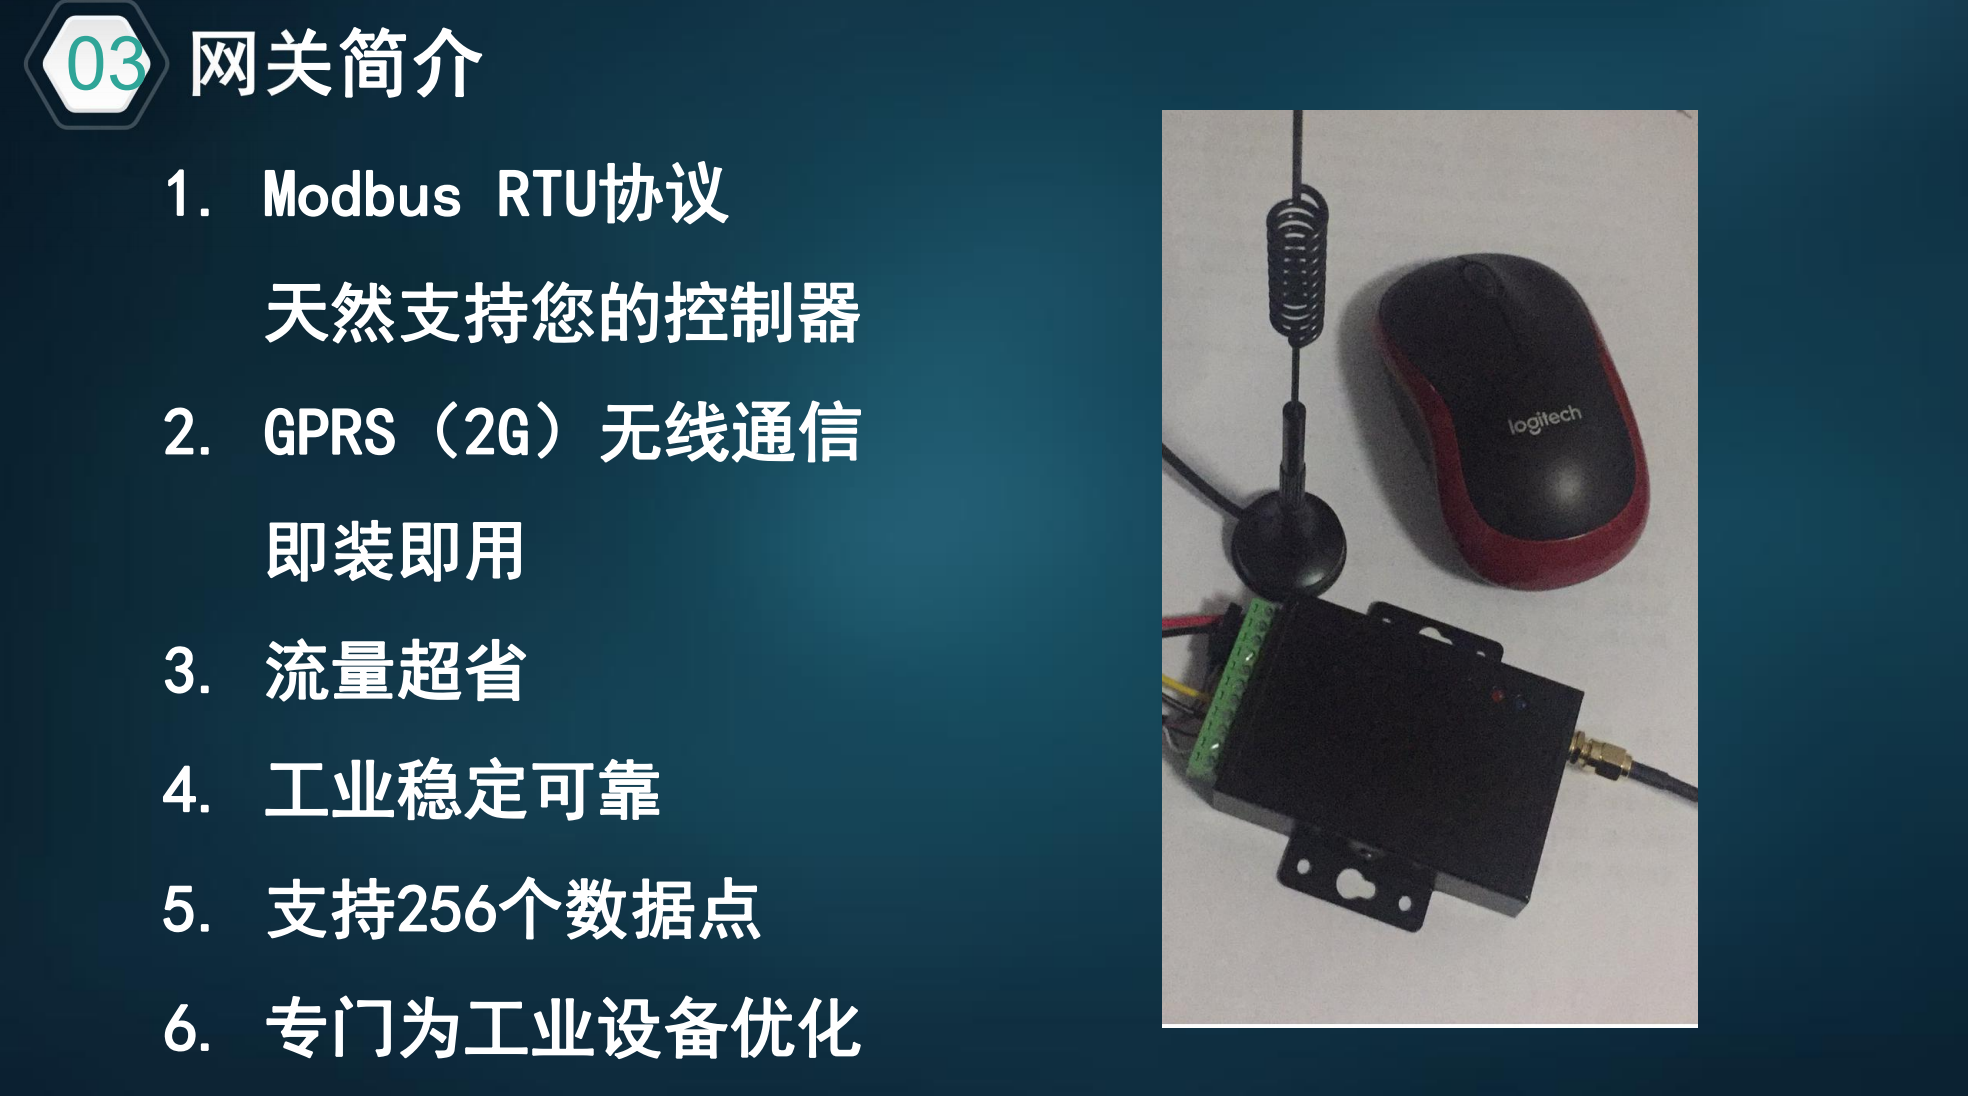 03 网关简介
1. Modbus RTU协议
天然支持您的控制器
2. GPRS（2G）无线通信
即装即用
3. 流量超省
4. 工业稳定可靠
5. 支持256个数据点
6. 专门为工业设备优化
logitech